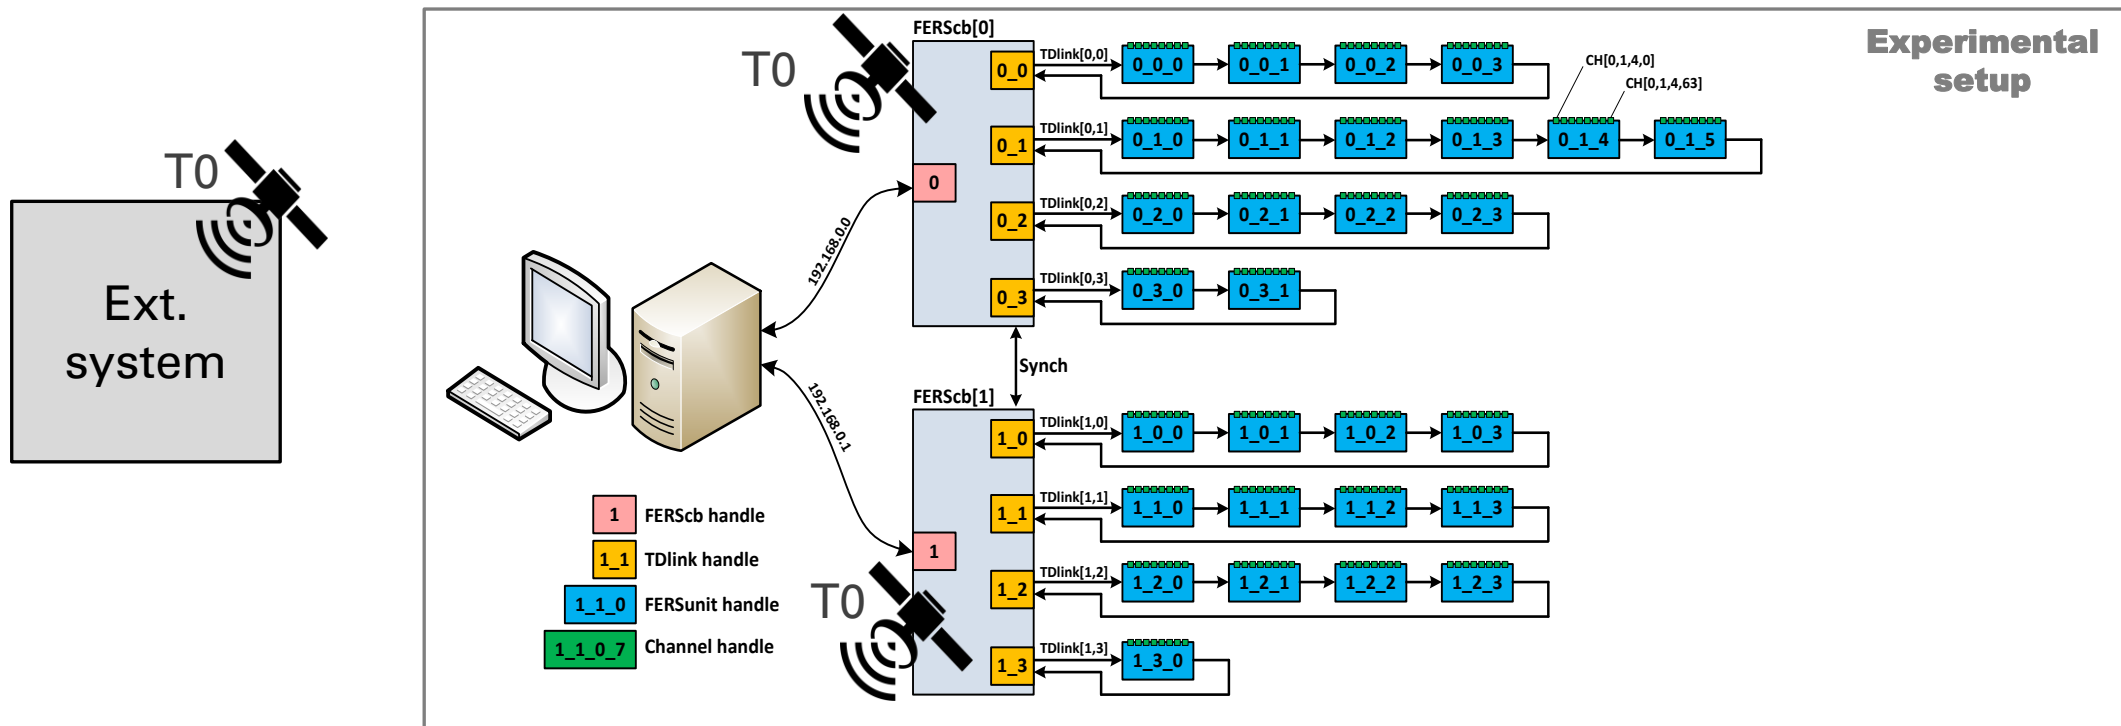 Experimental
setup
T0
Ext.
system
T0
FERScb[0]
0
0_0
TDlink[0,0]
0_0_0
0_0_1
0_0_2
0_0_3
CH[0,1,4,0]
CH[0,1,4,63]
0_1
TDlink[0,1]
0_1_0
0_1_1
0_1_2
0_1_3
0_1_4
0_1_5
0_2
TDlink[0,2]
0_2_0
0_2_1
0_2_2
0_2_3
0_3
TDlink[0,3]
0_3_0
0_3_1
192.168.0.0
Synch
192.168.0.1
FERScb[1]
1
1_0
TDlink[1,0]
1_0_0
1_0_1
1_0_2
1_0_3
1_1
TDlink[1,1]
1_1_0
1_1_1
1_1_2
1_1_3
1_2
TDlink[1,2]
1_2_0
1_2_1
1_2_2
1_2_3
1_3
TDlink[1,3]
1_3_0
T0
1 FERScb handle
1_1 TDlink handle
1_1_0 FERSunit handle
1_1_0_7 Channel handle